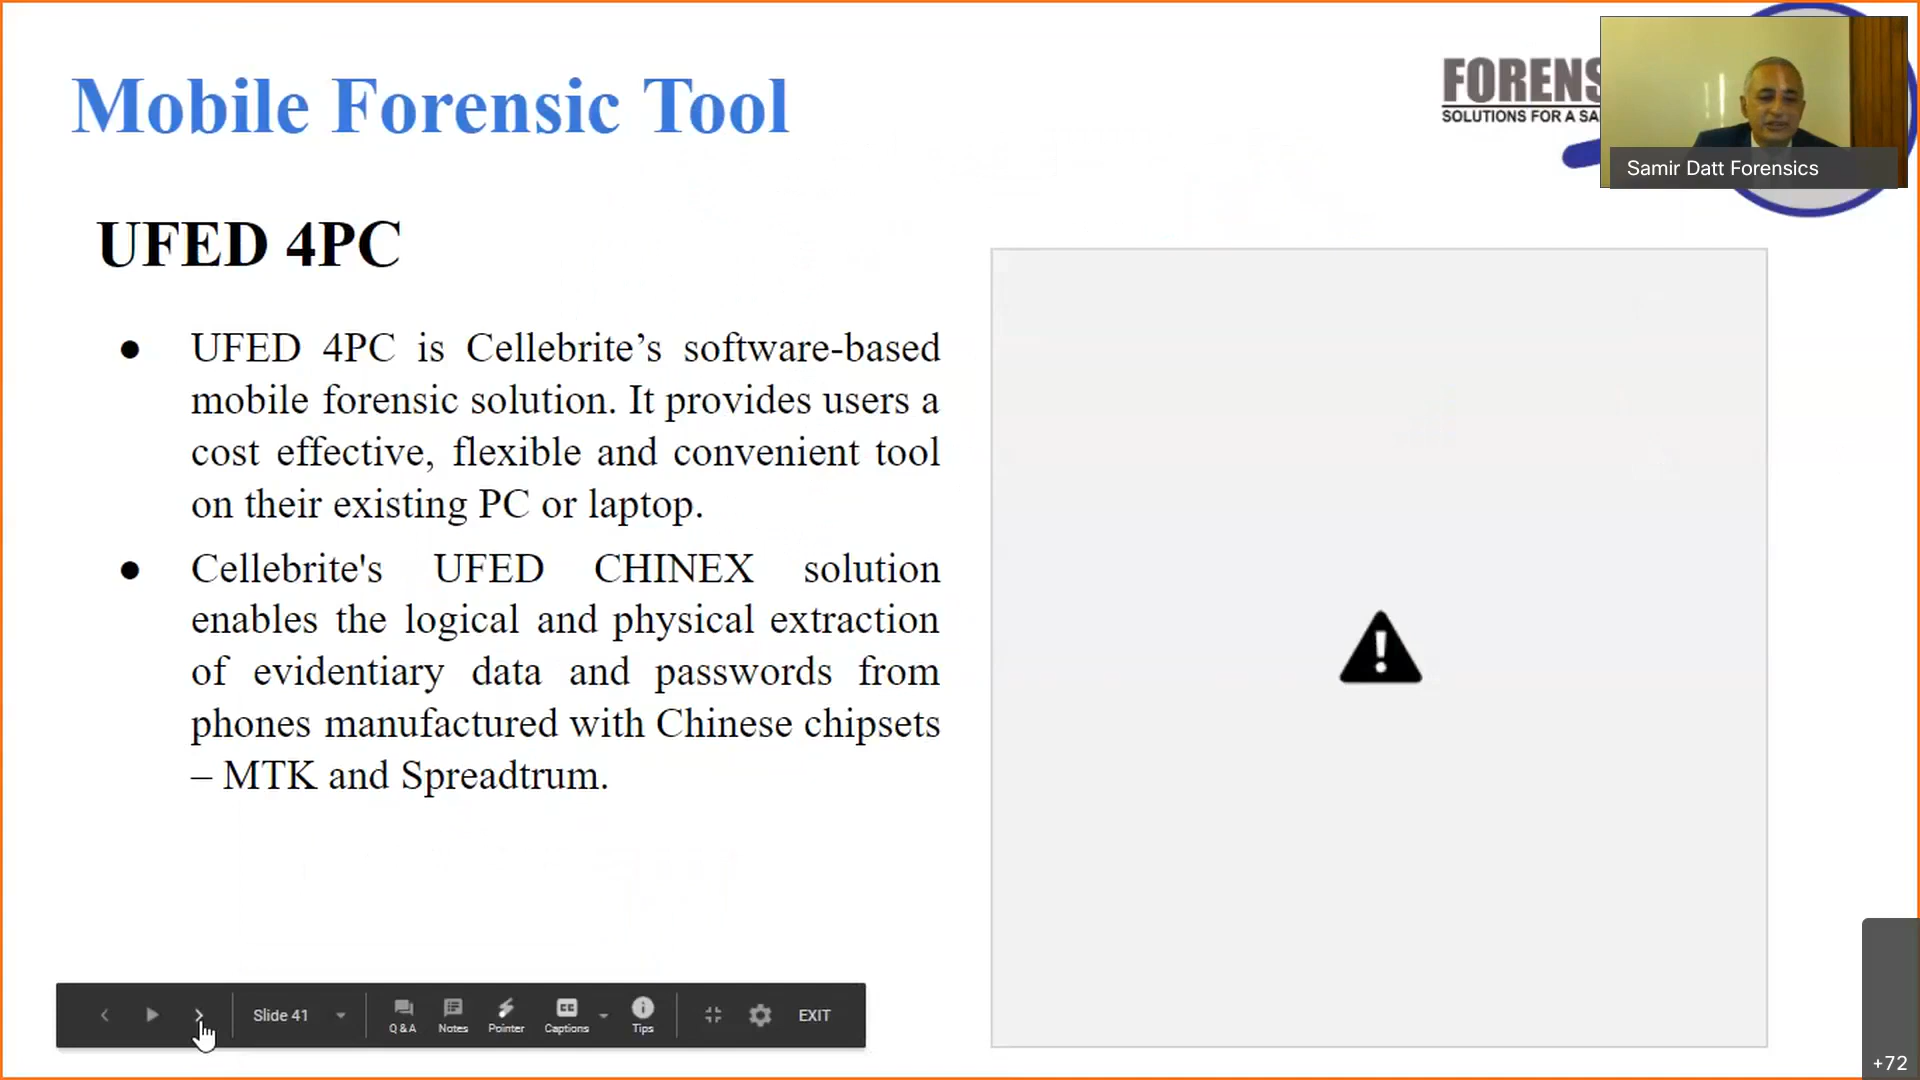 Mobile Forensic Tool
FORENS
SOLUTIONS FOR A SA
Samir Datt Forensics
UFED 4PC
● UFED 4PC is Cellebrite’s software-based
mobile forensic solution. It provides users a
cost effective, flexible and convenient tool
on their existing PC or laptop.
● Cellebrite's UFED CHINEX solution
enables the logical and physical extraction
of evidentiary data and passwords from
phones manufactured with Chinese chipsets
– MTK and Spreadtrum.
Slide 41
Q & A
Notes
Pointer
CC
Captions
Tips
EXIT
+72